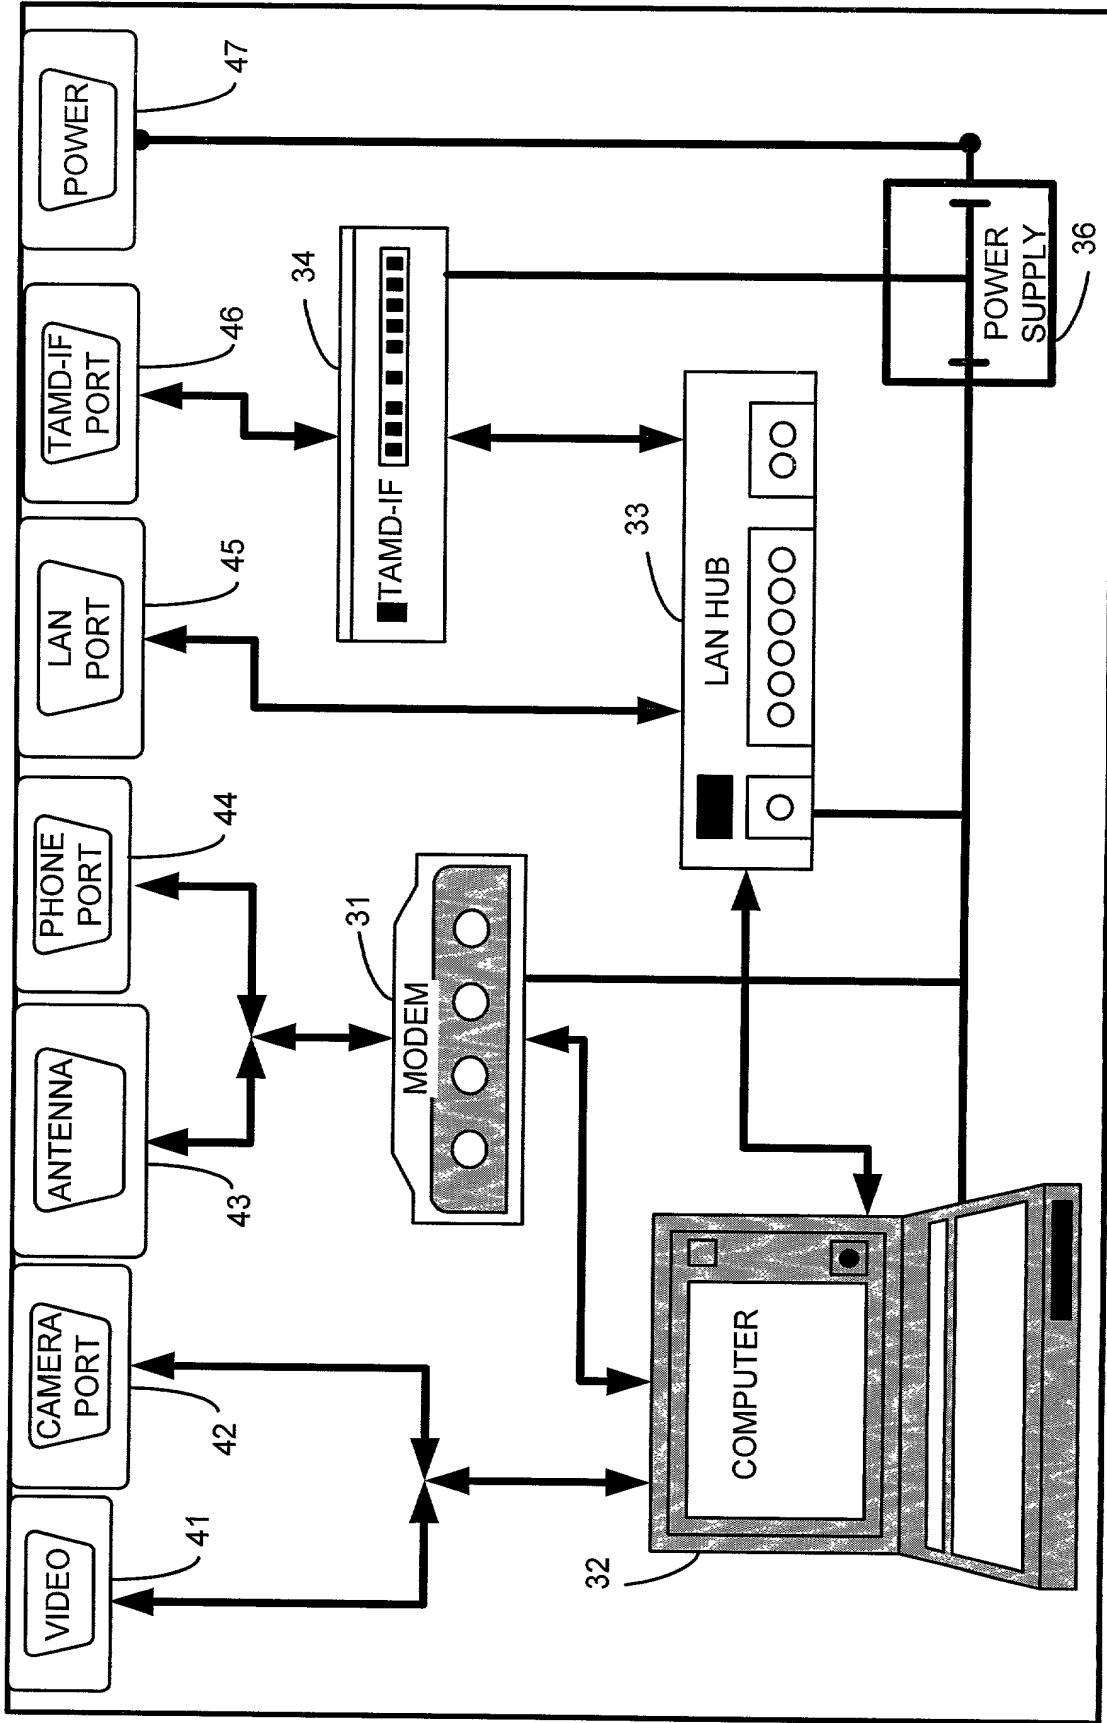 VIDEO
41
CAMERA
PORT
42
ANTENNA
43
PHONE
PORT
44
LAN
PORT
45
TAMD-IF
PORT
46
POWER
47
MODEM
31
TAMD-IF
34
COMPUTER
32
LAN HUB
33
POWER
SUPPLY
36